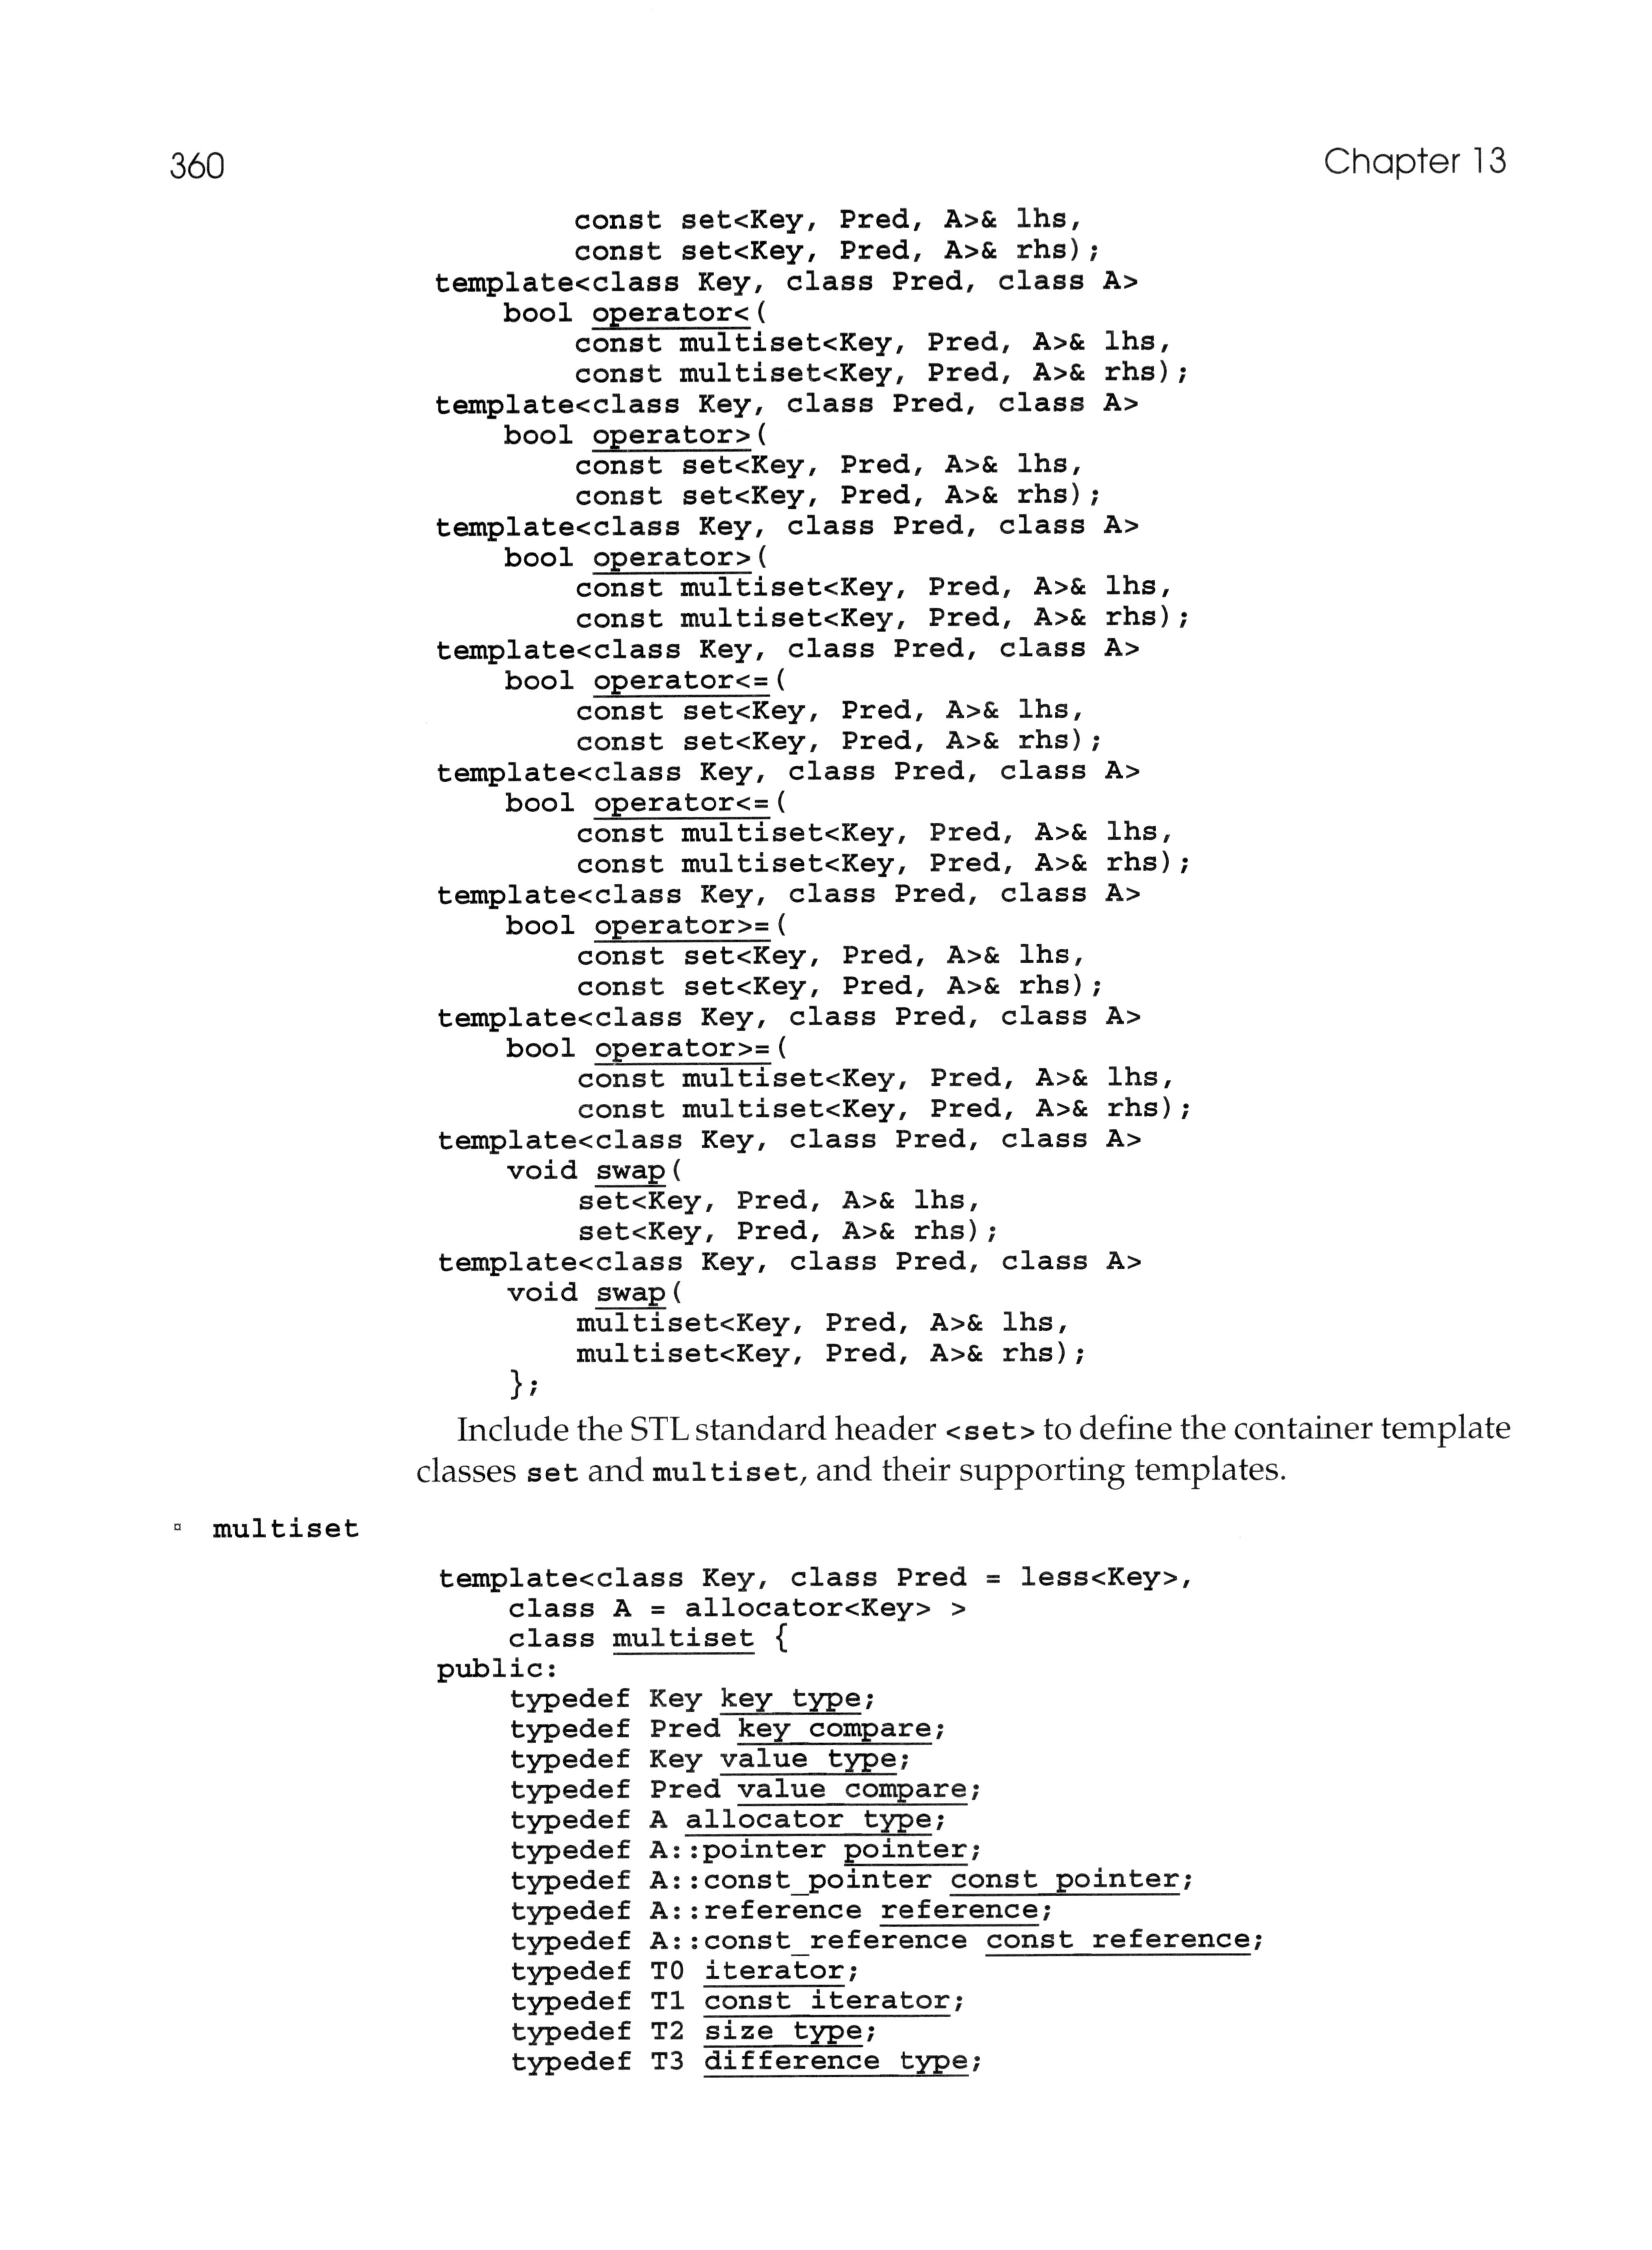 360 Chapter 13
const set<Key, Pred, A>& lhs,
const set<Key, Pred, A>& rhs);
template<class Key, class Pred, class A>
bool operator<(
const multiset<Key, Pred, A>& lhs,
const multiset<Key, Pred, A>& rhs);
template<class Key, class Pred, class A>
bool operator>(
const set<Key, Pred, A>& lhs,
const set<Key, Pred, A>& rhs);
template<class Key, class Pred, class A>
bool operator>(
const multiset<Key, Pred, A>& lhs,
const multiset<Key, Pred, A>& rhs);
template<class Key, class Pred, class A>
bool operator<=(
const set<Key, Pred, A>& lhs,
const set<Key, Pred, A>& rhs);
template<class Key, class Pred, class A>
bool operator<=(
const multiset<Key, Pred, A>& lhs,
const multiset<Key, Pred, A>& rhs);
template<class Key, class Pred, class A>
bool operator>=(
const set<Key, Pred, A>& lhs,
const set<Key, Pred, A>& rhs);
template<class Key, class Pred, class A>
bool operator>=(
const multiset<Key, Pred, A>& lhs,
const multiset<Key, Pred, A>& rhs);
template<class Key, class Pred, class A>
void swap(
set<Key, Pred, A>& lhs,
set<Key, Pred, A>& rhs);
template<class Key, class Pred, class A>
void swap(
multiset<Key, Pred, A>& lhs,
multiset<Key, Pred, A>& rhs);
};
Include the STL standard header <set> to define the container template
classes set and multiset, and their supporting templates.
▫ multiset
template<class Key, class Pred = less<Key>,
class A = allocator<Key> >
class multiset {
public:
typedef Key key_type;
typedef Pred key_compare;
typedef Key value_type;
typedef Pred value_compare;
typedef A allocator_type;
typedef A::pointer pointer;
typedef A::const_pointer const_pointer;
typedef A::reference reference;
typedef A::const_reference const_reference;
typedef T0 iterator;
typedef T1 const_iterator;
typedef T2 size_type;
typedef T3 difference_type;